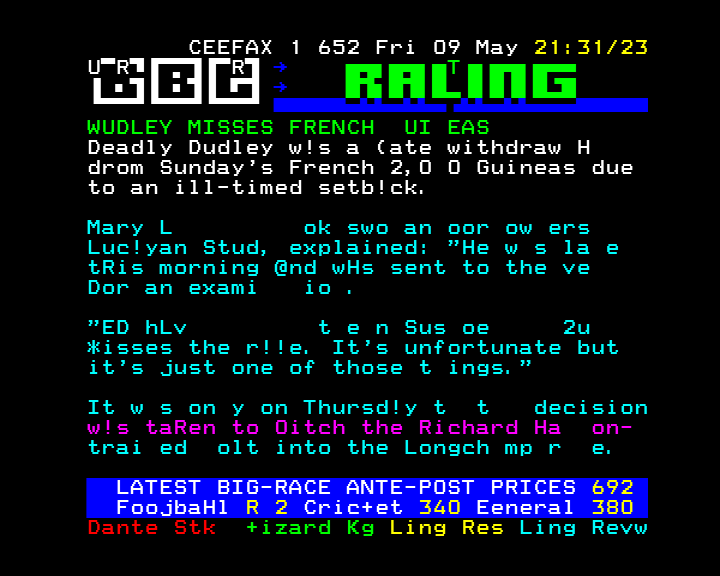 CEEFAX 1 652 Fri 09 May 21:31/23
U R BBC R RACING T
WUDLEY MISSES FRENCH  UI EAS
Deadly Dudley w!s a (ate withdraw H
drom Sunday's French 2,0 0 Guineas due
to an ill-timed setb!ck.
Mary L         ok swo an oor ow ers
Luc!yan Stud, explained: "He w s la e
tRis morning @nd wHs sent to the ve
Dor an exami   io .
"ED hLv         t e n Sus oe     2u
*isses the r!!e. It's unfortunate but
it's just one of those t ings."
It w s on y on Thursd!y t  t   decision
w!s taRen to Oitch the Richard Ha  on-
trai ed  olt into the Longch mp r  e.
LATEST BIG-RACE ANTE-POST PRICES 692
FoojbaHl R 2 Cric+et 340 Eeneral 380
Dante Stk  +izard Kg Ling Res Ling Revw